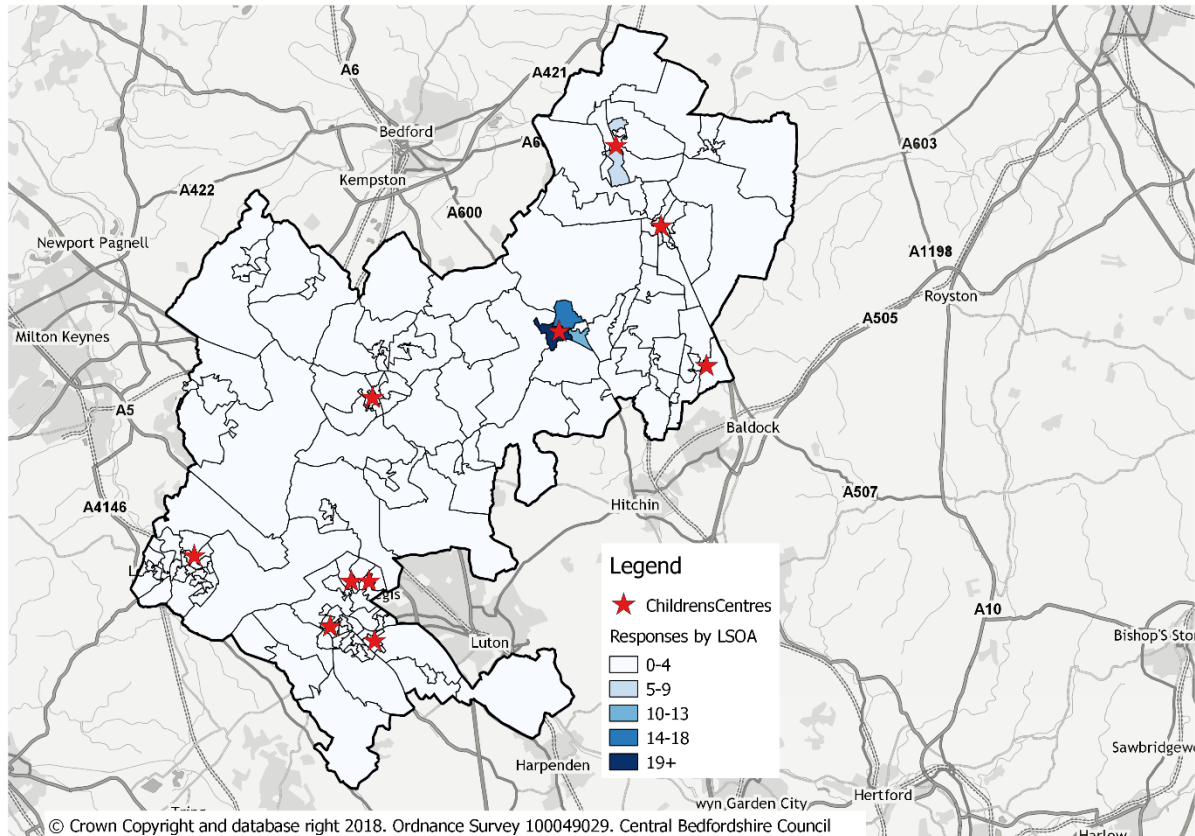 A6
A421
Bedford
A603
Kempston
A422
A600
Newport Pagnell
A1198
Royston
A505
Milton Keynes
A5
Baldock
A507
Hitchin
A4146
Legend
ChildrensCentres
Responses by LSOA
0-4
5-9
10-13
14-18
19+
A10
Luton
Harpenden
Hertford
© Crown Copyright and database right 2018. Ordnance Survey 100049029. Central Bedfordshire Council